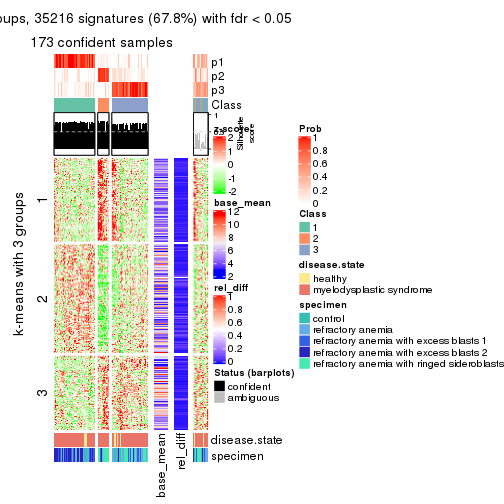 oups, 35216 signatures (67.8%) with fdr < 0.05
173 confident samples
p1
p2
p3
Class
1
0.5
0
Silhouette
score
z-score
2
1
0
-1
-2
base_mean
12
10
8
6
4
2
rel_diff
1
0.8
0.6
0.4
0.2
0
Status (barplots)
confident
ambiguous
Prob
1
0.8
0.6
0.4
0.2
0
Class
1
2
3
disease.state
healthy
myelodysplastic syndrome
specimen
control
refractory anemia
refractory anemia with excess blasts 1
refractory anemia with excess blasts 2
refractory anemia with ringed sideroblasts
k-means with 3 groups
1
2
3
disease.state
specimen
base_mean
rel_diff